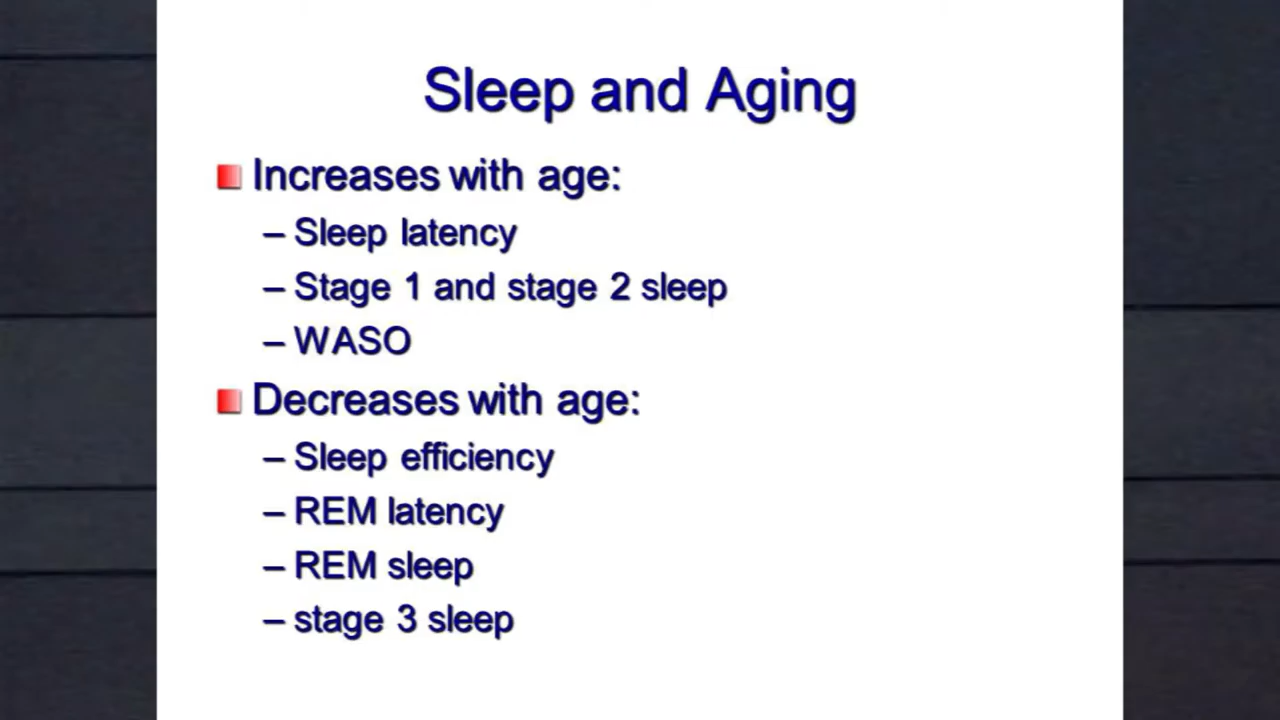 Sleep and Aging
Increases with age:
– Sleep latency
– Stage 1 and stage 2 sleep
– WASO
Decreases with age:
– Sleep efficiency
– REM latency
– REM sleep
– stage 3 sleep